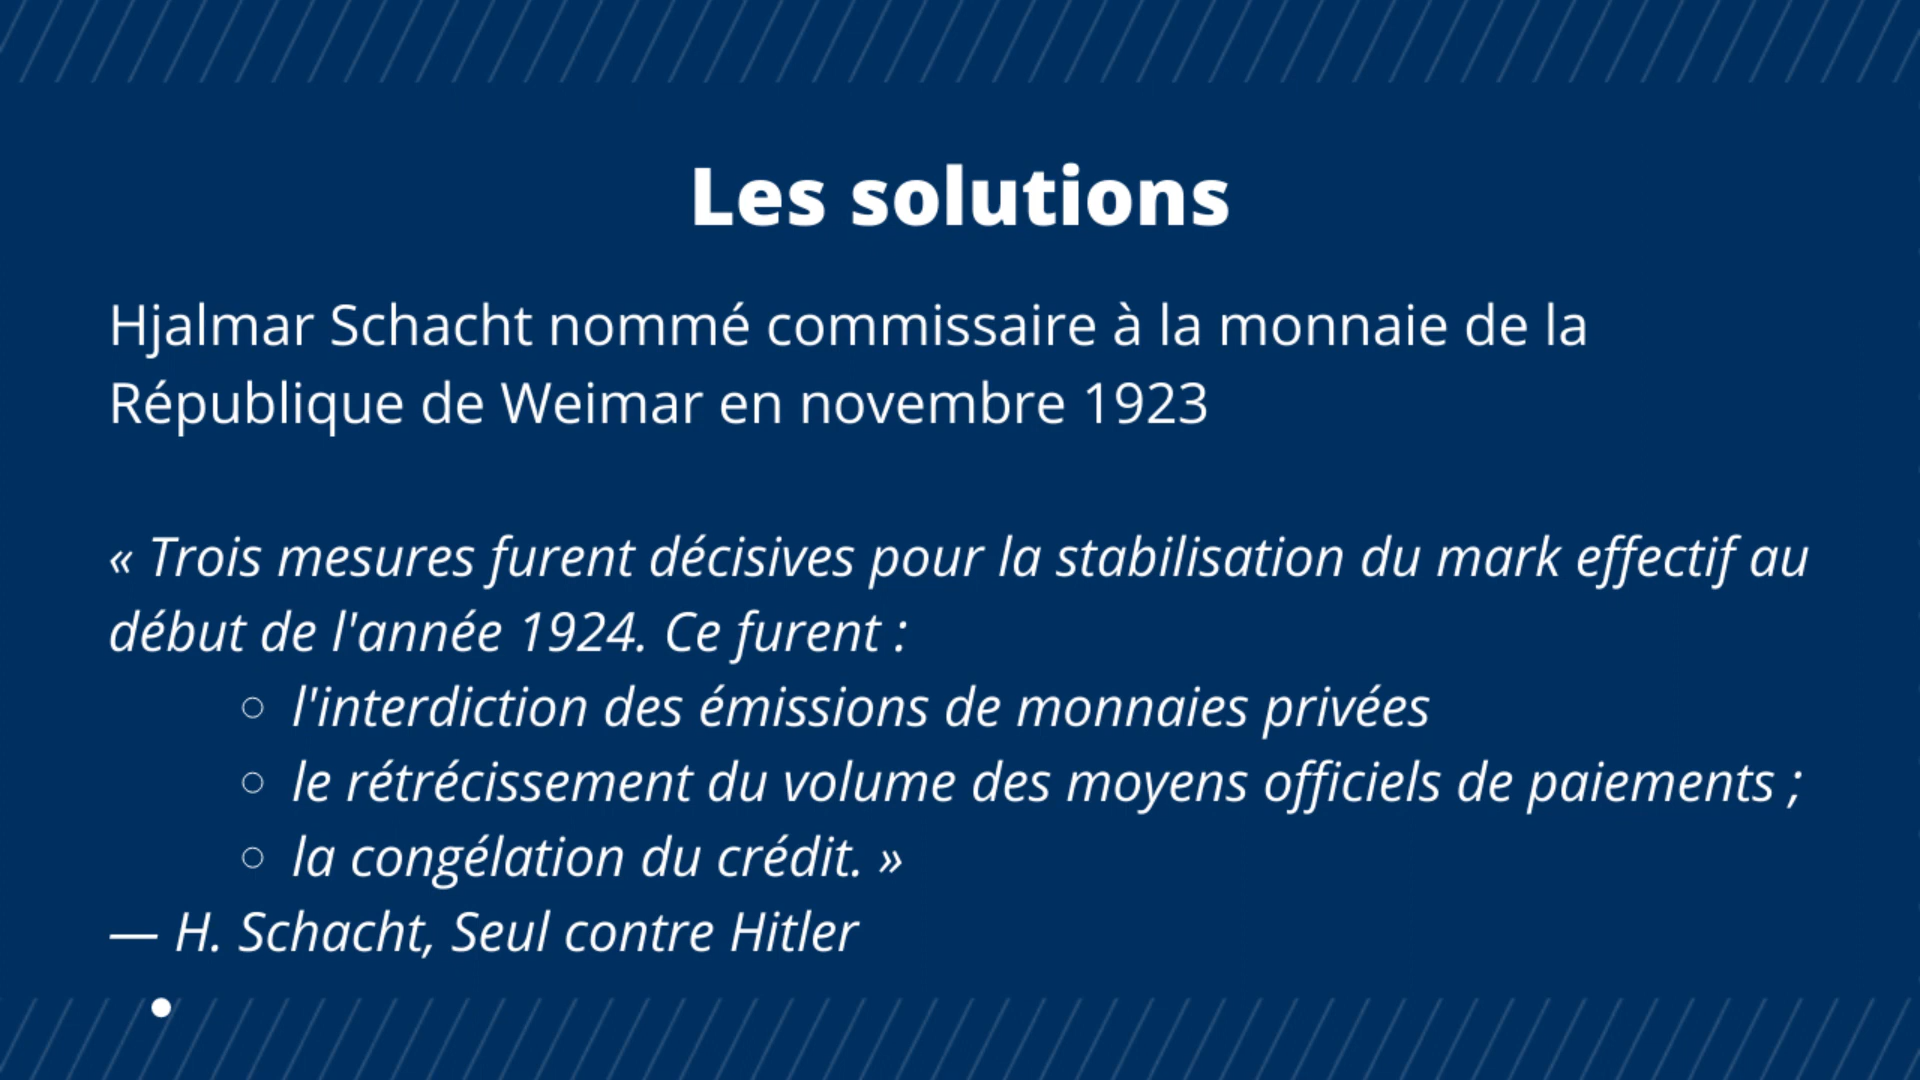 Les solutions
Hjalmar Schacht nommé commissaire à la monnaie de la
République de Weimar en novembre 1923
« Trois mesures furent décisives pour la stabilisation du mark effectif au
début de l'année 1924. Ce furent :
○ l'interdiction des émissions de monnaies privées
○ le rétrécissement du volume des moyens officiels de paiements ;
○ la congélation du crédit. »
— H. Schacht, Seul contre Hitler